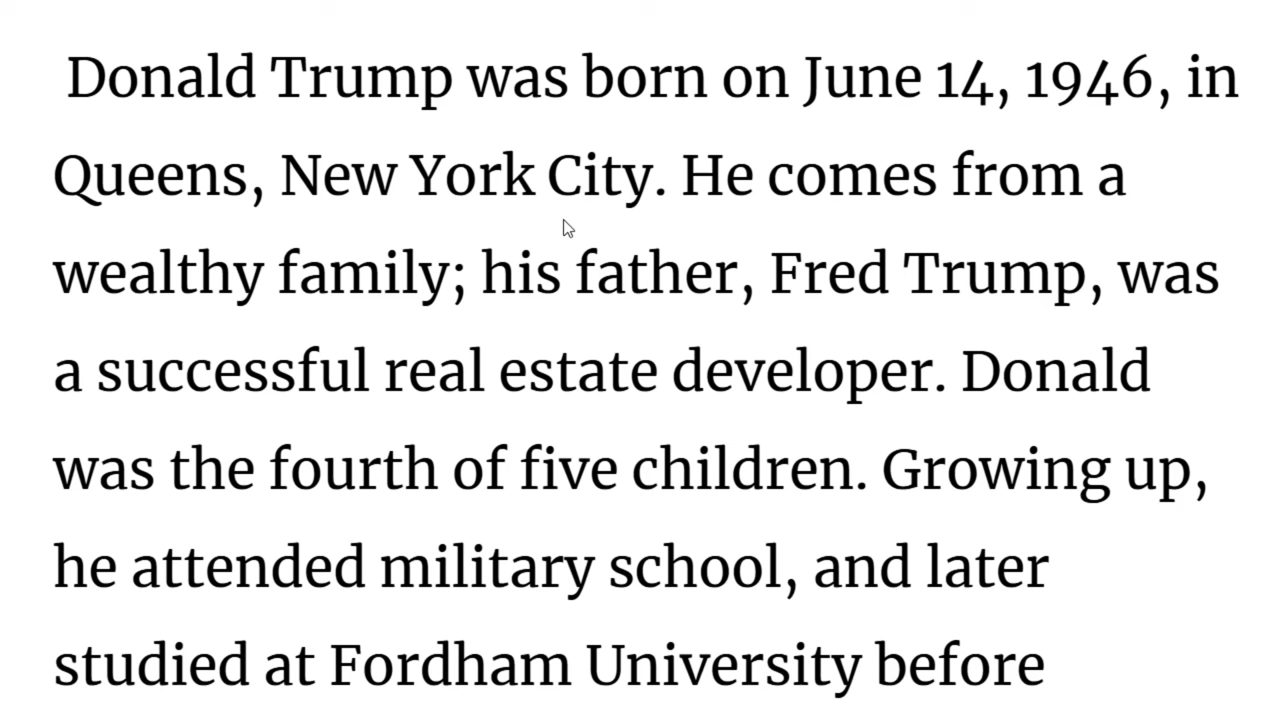 Donald Trump was born on June 14, 1946, in
Queens, New York City. He comes from a
wealthy family; his father, Fred Trump, was
a successful real estate developer. Donald
was the fourth of five children. Growing up,
he attended military school, and later
studied at Fordham University before